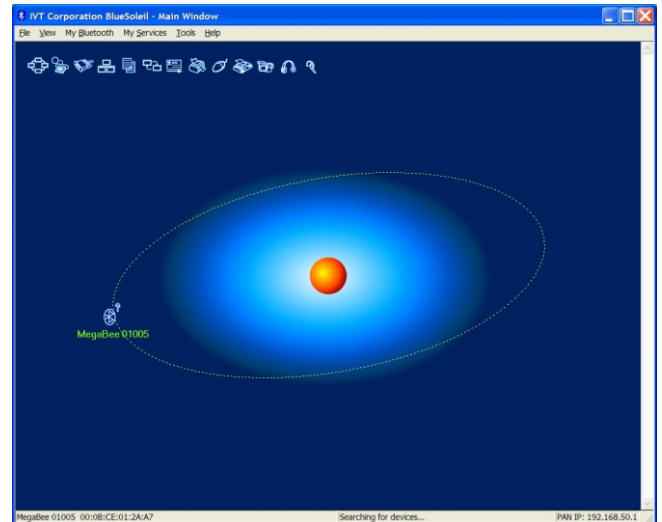 IVT Corporation BlueSoleil - Main Window
File View My Bluetooth My Services Tools Help
MegaBee 01005
MegaBee 01005 00:0B:CE:01:2A:A7 Searching for devices... PAN IP: 192.168.50.1